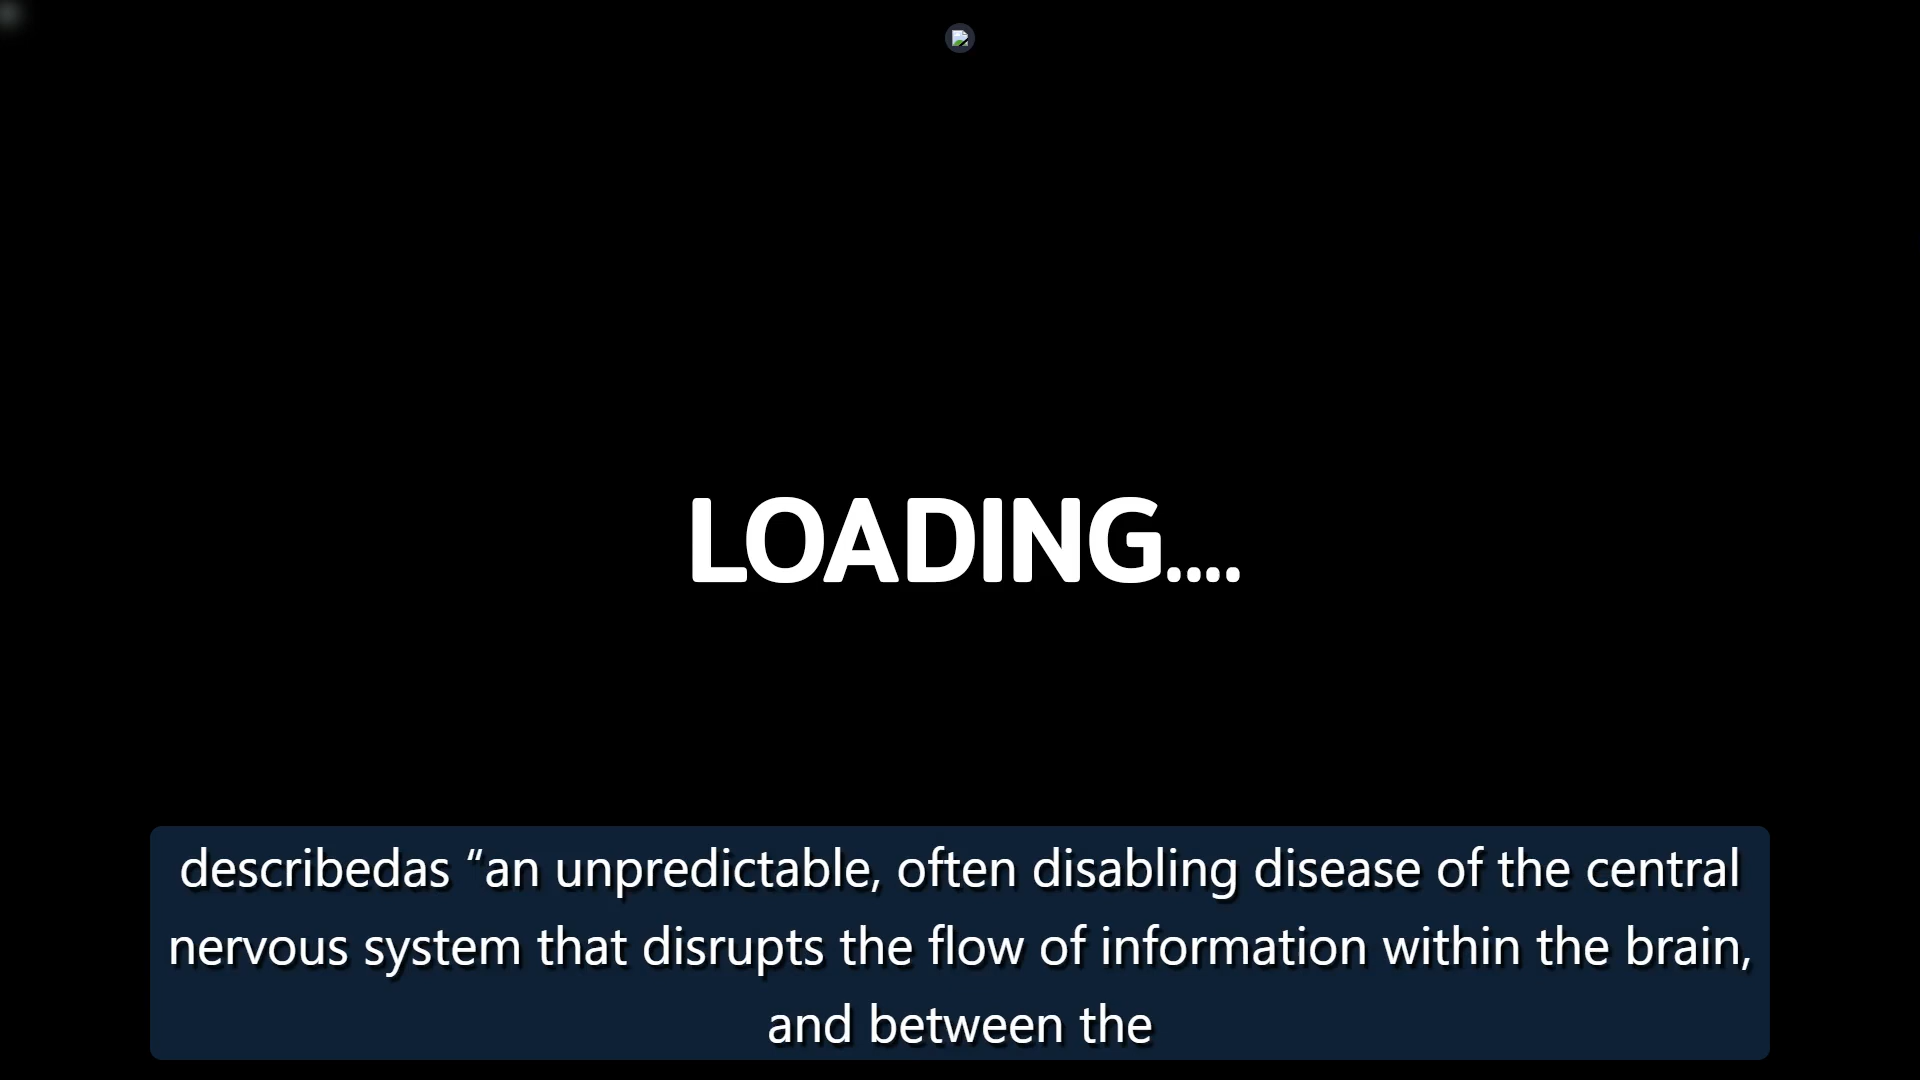 LOADING....
describedas “an unpredictable, often disabling disease of the central
nervous system that disrupts the flow of information within the brain,
and between the